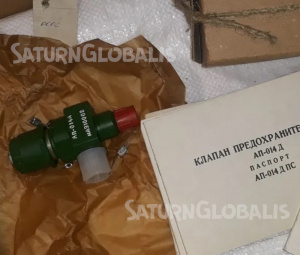 SATURNGLOBALIS
КЛАПАН ПРЕДОХРАНИТЕ
АП-014 Д
ПАСПОРТ
АП-014 Д ПС
SATURNGLOBALIS